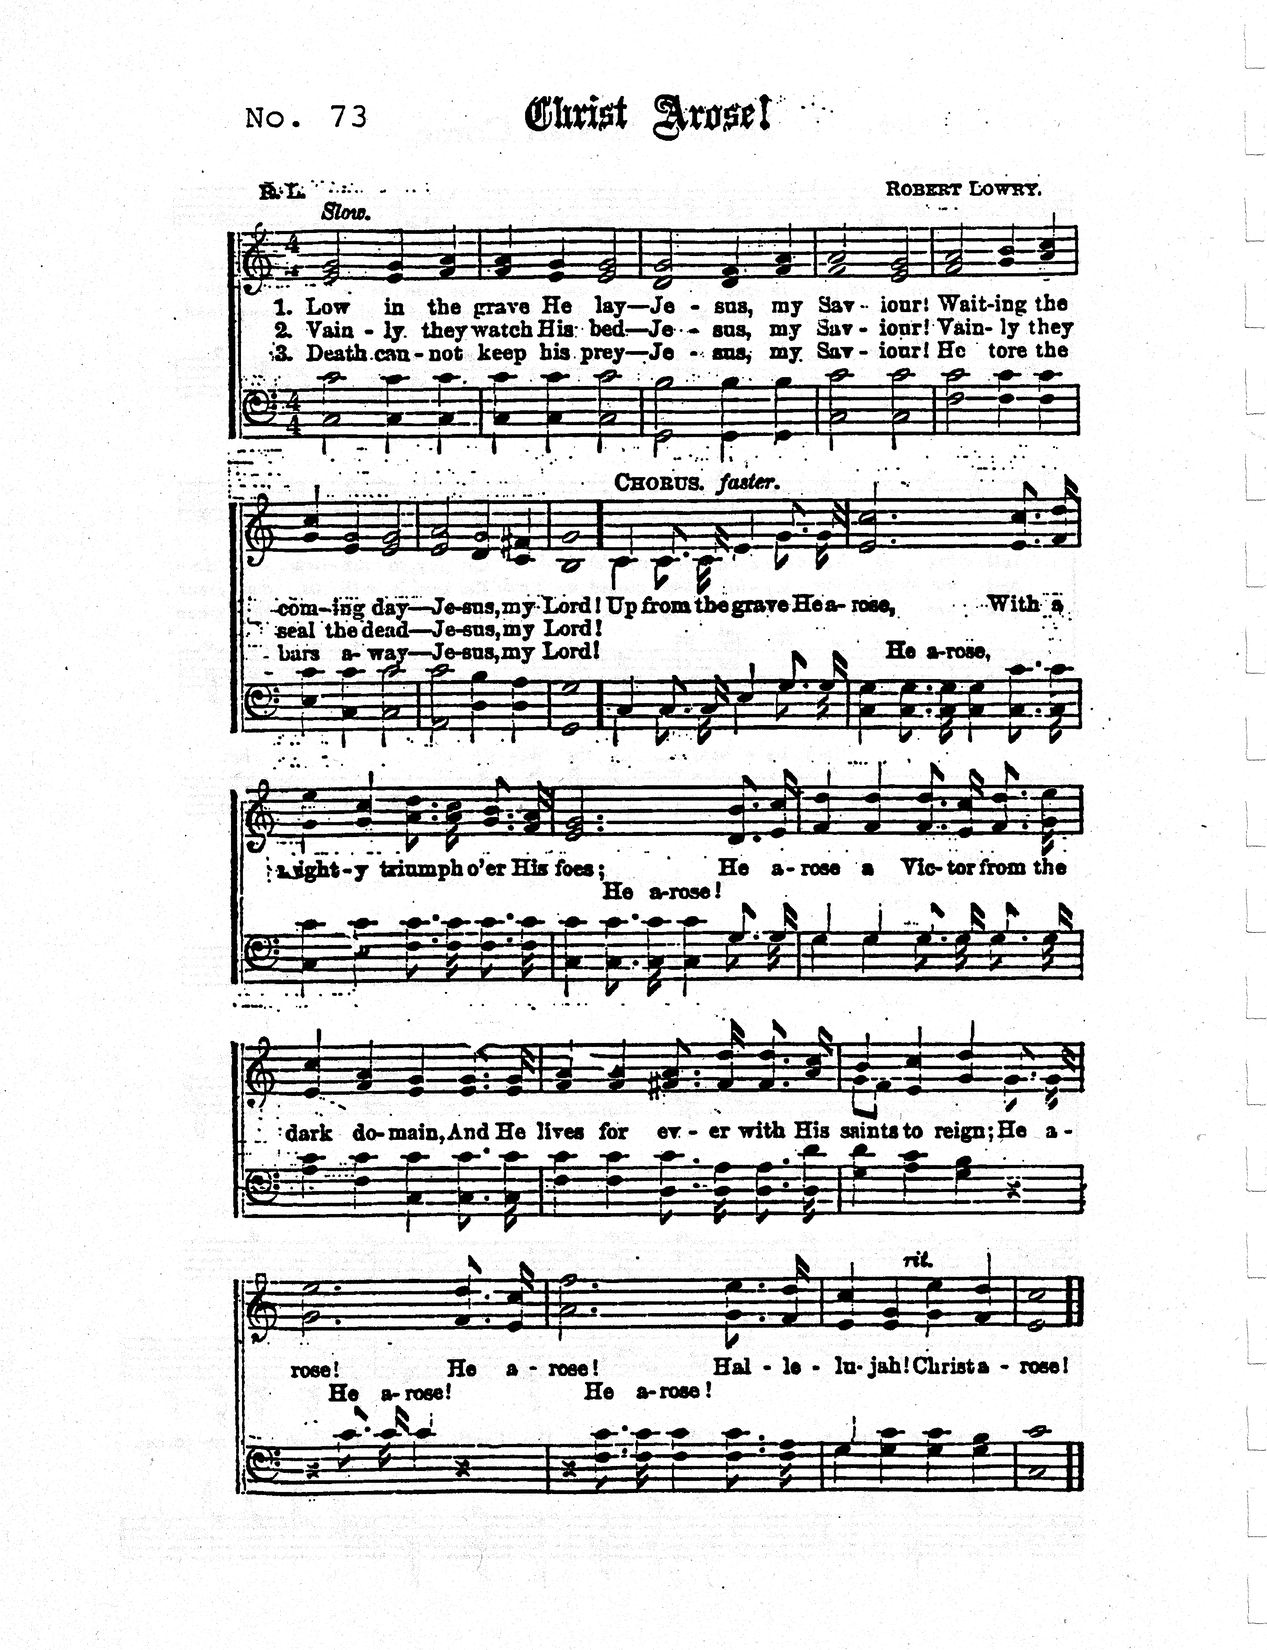 No. 73
Christ Arose!
R. L.
ROBERT LOWRY.
Slow.
1. Low in the grave He lay—Je - sus, my Sav - iour! Wait-ing the
2. Vain - ly they watch His bed—Je - sus, my Sav - iour! Vain- ly they
3. Death can - not keep his prey—Je - sus, my Sav - iour! He tore the
CHORUS. faster.
com-ing day—Je-sus, my Lord! Up from the grave He a- rose, With a
seal the dead—Je-sus, my Lord!
bars a- way—Je-sus, my Lord! He a-rose,
might-y triumph o'er His foes; He a- rose a Vic- tor from the
He a-rose!
dark do-main, And He lives for ev - er with His saints to reign; He a -
rit.
rose! He a - rose! Hal - le - lu- jah! Christ a - rose!
He a-rose! He a-rose!